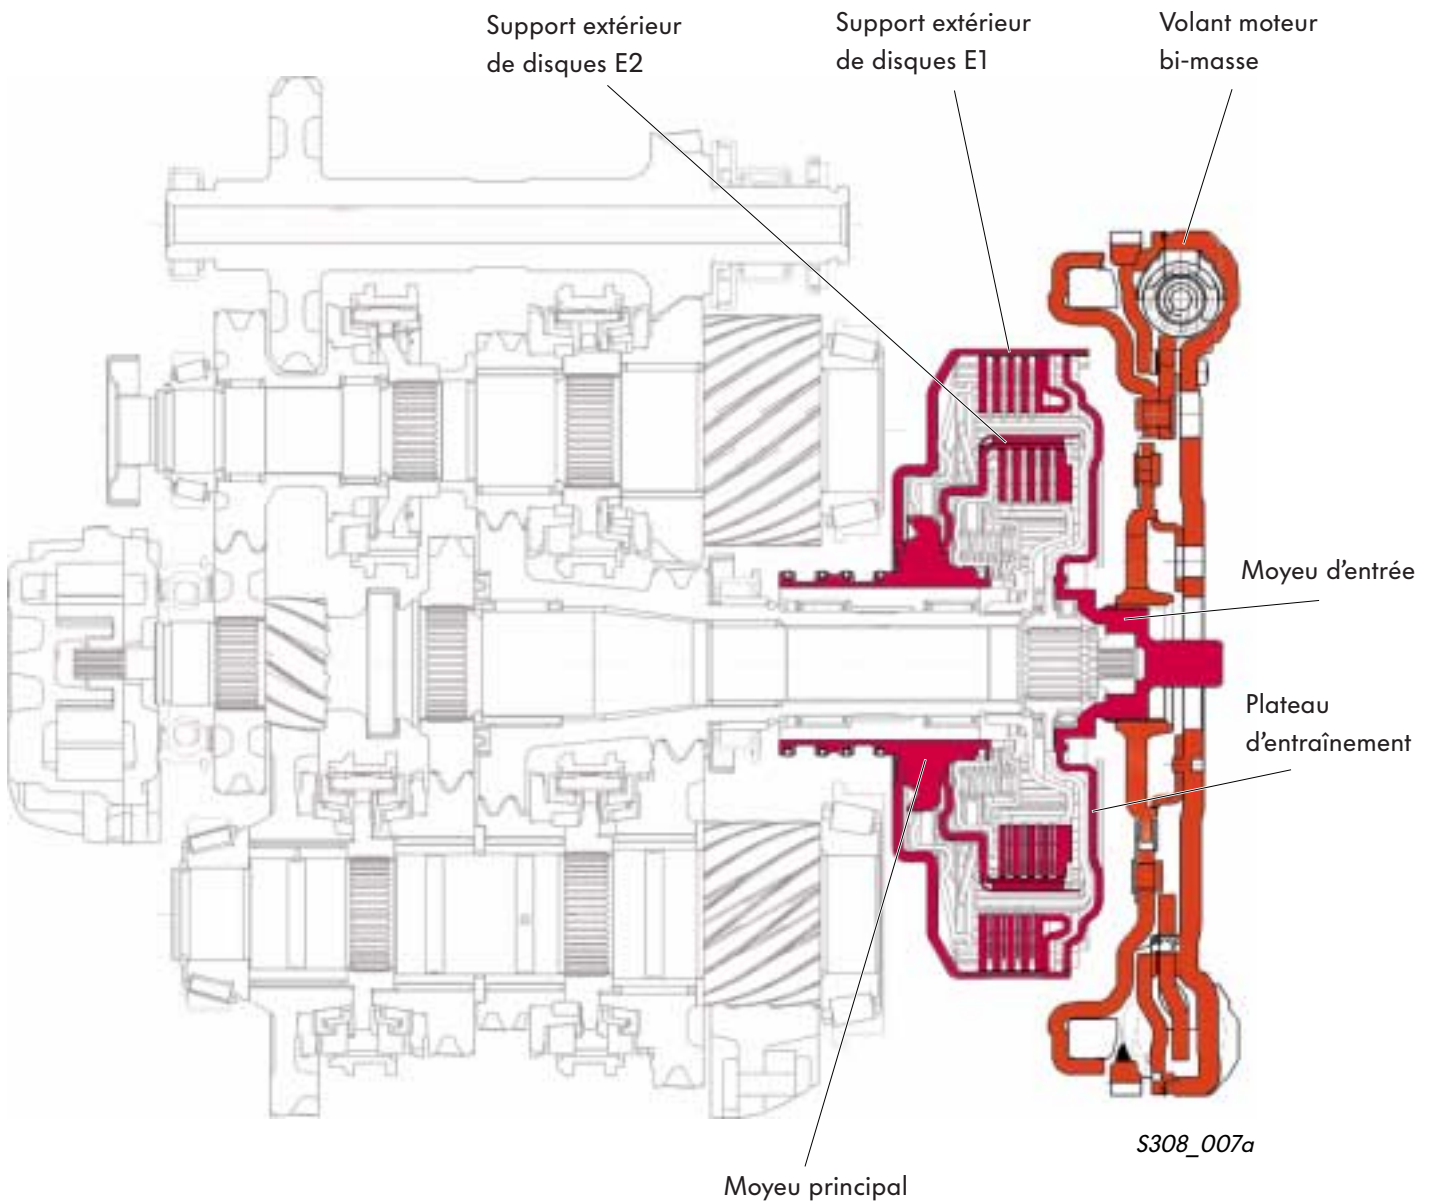 Support extérieur
de disques E2
Support extérieur
de disques E1
Volant moteur
bi-masse
Moyeu d'entrée
Plateau
d'entraînement
S308_007a
Moyeu principal